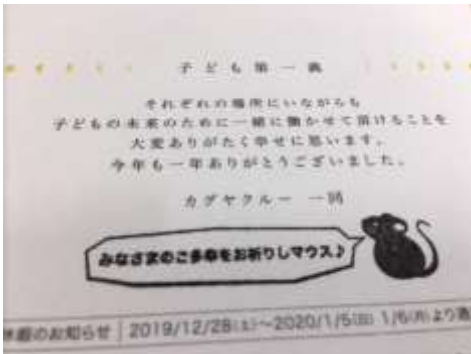 子ども第一義
それぞれの場所にいながらも
子どもの未来のために一緒に働かせて頂けることを
大変ありがたく幸せに思います。
今年も一年ありがとうございました。
カグヤクルー 一同
みなさまのご多幸をお祈りしマウス♪
休暇のお知らせ 2019/12/28(土)～2020/1/5(日) 1/6(月)より通